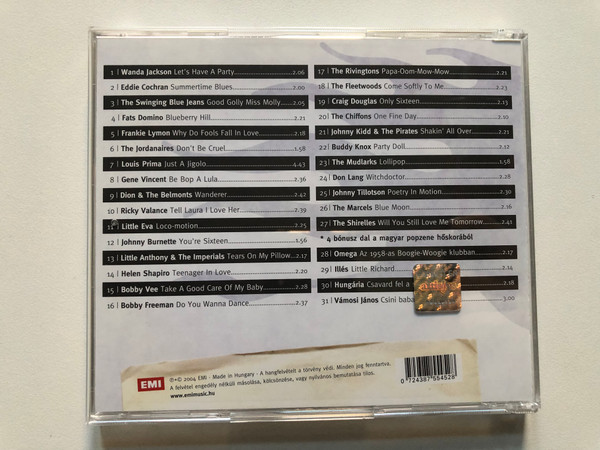 1 Wanda Jackson Let's Have A Party 2.06
2 Eddie Cochran Summertime Blues 2.00
3 The Swinging Blue Jeans Good Golly Miss Molly 2.05
4 Fats Domino Blueberry Hill 2.21
5 Frankie Lymon Why Do Fools Fall In Love 2.18
6 The Jordanaires Don't Be Cruel 1.58
7 Louis Prima Just A Jigolo 4.43
8 Gene Vincent Be Bop A Lula 2.36
9 Dion & The Belmonts Wanderer 2.42
10 Ricky Valance Tell Laura I Love Her 2.39
11 Little Eva Loco-motion 2.25
12 Johnny Burnette You're Sixteen 1.56
13 Little Anthony & The Imperials Tears On My Pillow 2.17
14 Helen Shapiro Teenager In Love 2.20
15 Bobby Vee Take A Good Care Of My Baby 2.28
16 Bobby Freeman Do You Wanna Dance 2.37
17 The Rivingtons Papa-Oom-Mow-Mow 2.21
18 The Fleetwoods Come Softly To Me 2.23
19 Craig Douglas Only Sixteen 2.13
20 The Chiffons One Fine Day 2.10
21 Johnny Kidd & The Pirates Shakin' All Over 2.21
22 Buddy Knox Party Doll 2.12
23 The Mudlarks Lollipop 1.58
24 Don Lang Witchdoctor 2.28
25 Johnny Tillotson Poetry In Motion 2.30
26 The Marcels Blue Moon 2.16
27 The Shirelles Will You Still Love Me Tomorrow 2.41
* 4 bónusz dal a magyar popzene hőskorából
28 Omega Az 1958-as Boogie-Woogie klubban 2.17
29 Illés Little Richard 2.14
30 Hungária Csavard fel a 2.18
31 Vámosi János Csini baba 3.00
EMI
℗+© 2004 EMI · Made in Hungary · A hangfelvételt a törvény védi. Minden jog fenntartva.
A felvétel engedély nélküli másolása, kölcsönzése, vagy nyilvános bemutatása tilos.
www.emimusic.hu
0 724387 554528